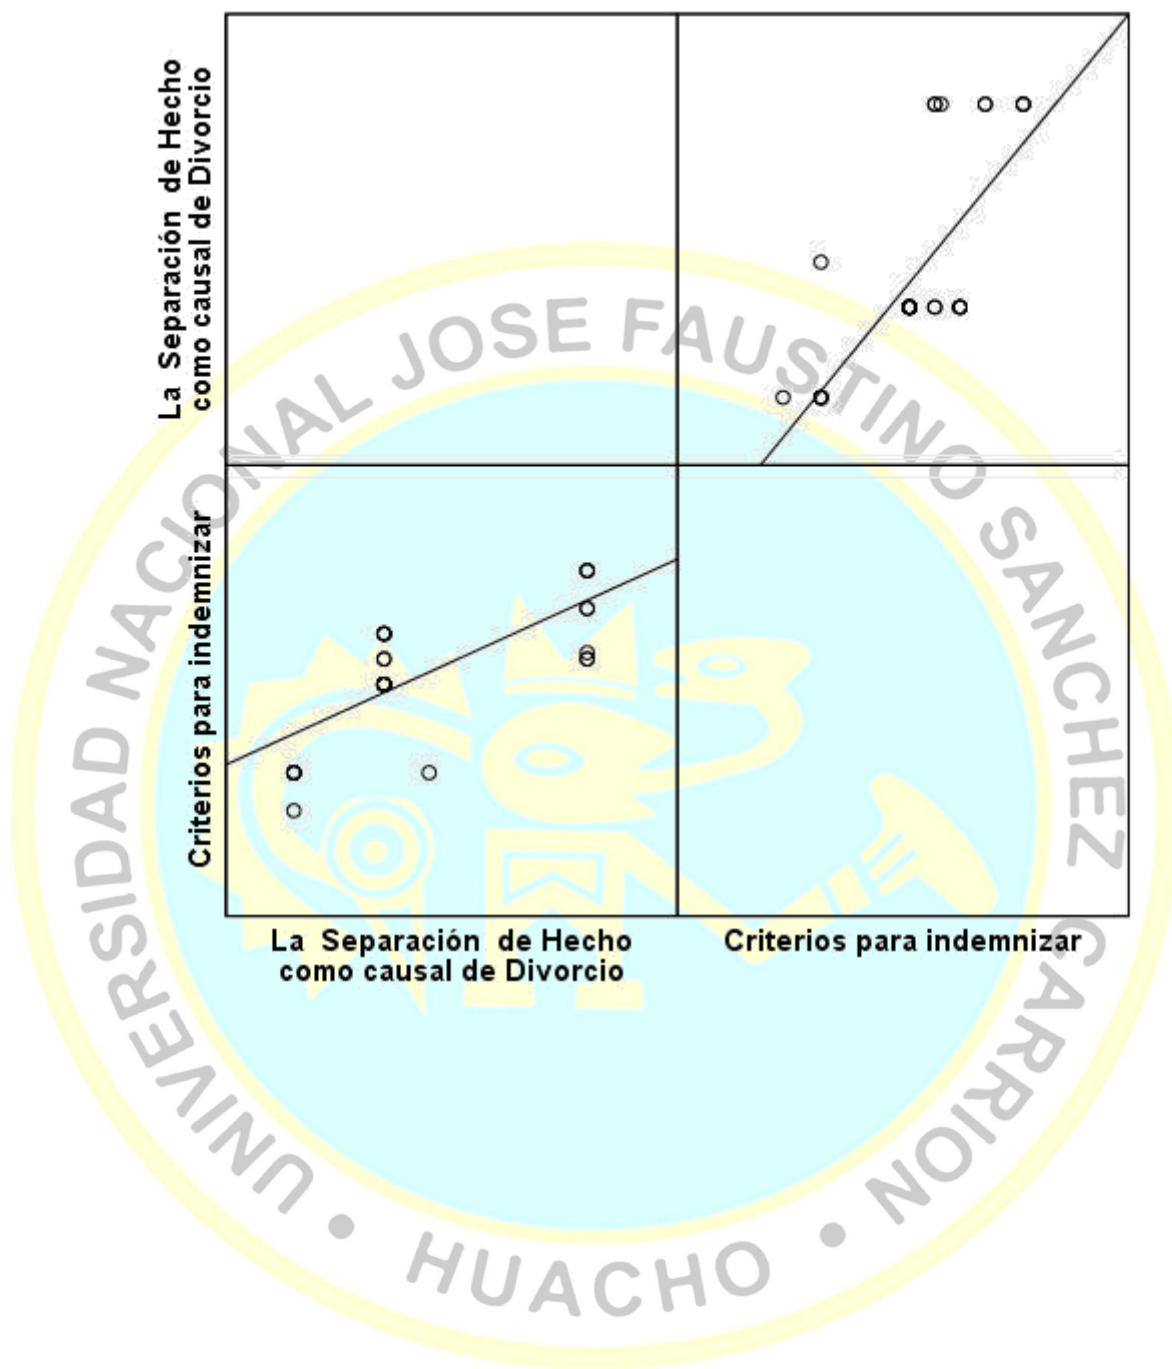 La Separación de Hecho
como causal de Divorcio
Criterios para indemnizar
La Separación de Hecho
como causal de Divorcio
Criterios para indemnizar
UNIVERSIDAD NACIONAL JOSE FAUSTINO SANCHEZ CARRION
• HUACHO •